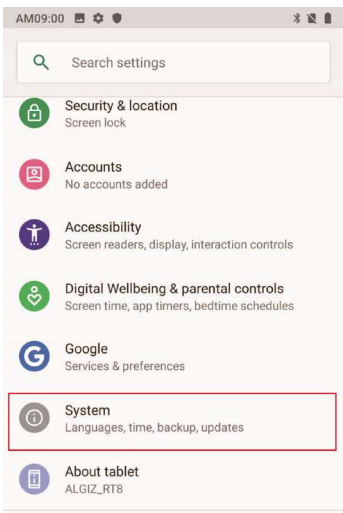 AM09:00
Search settings
Security & location
Screen lock
Accounts
No accounts added
Accessibility
Screen readers, display, interaction controls
Digital Wellbeing & parental controls
Screen time, app timers, bedtime schedules
Google
Services & preferences
System
Languages, time, backup, updates
About tablet
ALGIZ_RT8